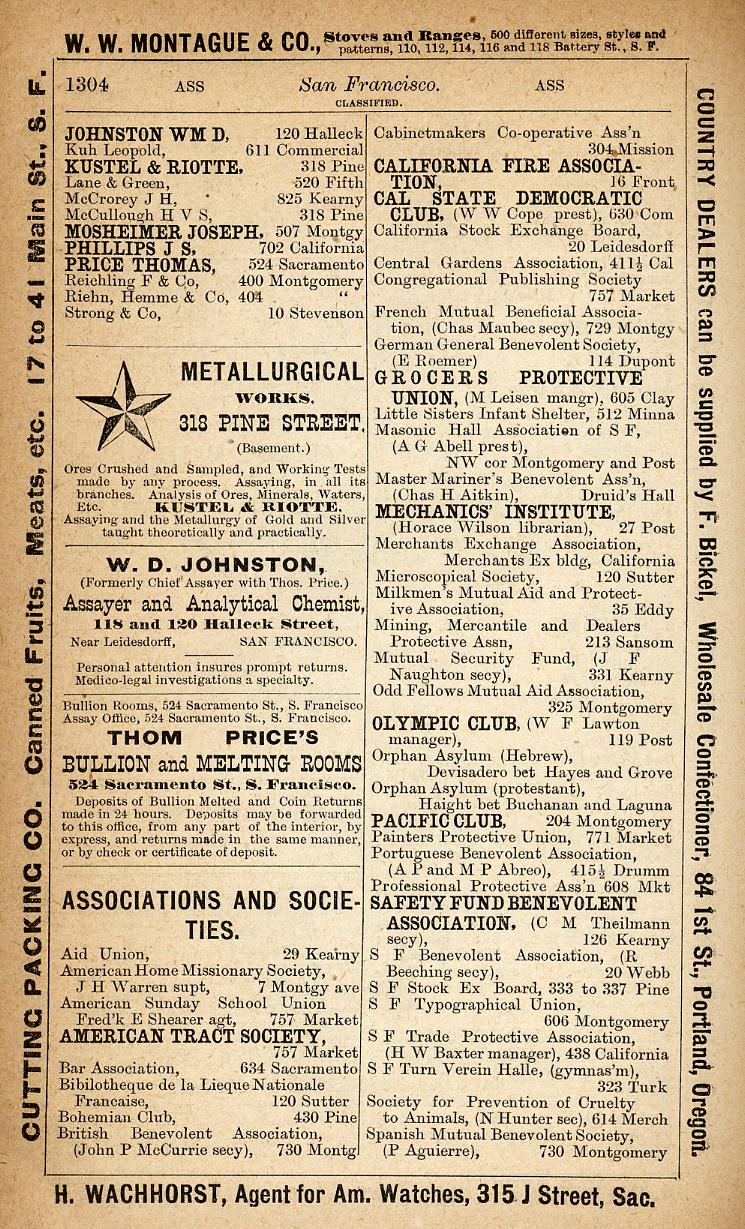 W. W. MONTAGUE & CO., Stoves and Ranges, 500 different sizes, styles and
patterns, 110, 112, 114, 116 and 118 Battery St., S. F.
1304 ASS San Francisco. ASS
CLASSIFIED.
JOHNSTON WM D, 120 Halleck
Kuh Leopold, 611 Commercial
KUSTEL & RIOTTE, 318 Pine
Lane & Green, 520 Fifth
McCrorey J H, 825 Kearny
McCullough H V S, 318 Pine
MOSHEIMER JOSEPH, 507 Montgy
PHILLIPS J S, 702 California
PRICE THOMAS, 524 Sacramento
Reichling F & Co, 400 Montgomery
Riehn, Hemme & Co, 404 "
Strong & Co, 10 Stevenson
METALLURGICAL
WORKS.
318 PINE STREET,
(Basement.)
Ores Crushed and Sampled, and Working Tests
made by any process. Assaying, in all its
branches. Analysis of Ores, Minerals, Waters,
Etc. KUSTEL & RIOTTE.
Assaying and the Metallurgy of Gold and Silver
taught theoretically and practically.
W. D. JOHNSTON,
(Formerly Chief Assayer with Thos. Price.)
Assayer and Analytical Chemist,
118 and 120 Halleck Street,
Near Leidesdorff, SAN FRANCISCO.
Personal attention insures prompt returns.
Medico-legal investigations a specialty.
Bullion Rooms, 524 Sacramento St., S. Francisco
Assay Office, 524 Sacramento St., S. Francisco.
THOM PRICE'S
BULLION and MELTING ROOMS
524 Sacramento St., S. Francisco.
Deposits of Bullion Melted and Coin Returns
made in 24 hours. Deposits may be forwarded
to this office, from any part of the interior, by
express, and returns made in the same manner,
or by check or certificate of deposit.
ASSOCIATIONS AND SOCIE-
TIES.
Aid Union, 29 Kearny
American Home Missionary Society,
J H Warren supt, 7 Montgy ave
American Sunday School Union
Fred'k E Shearer agt, 757 Market
AMERICAN TRACT SOCIETY,
757 Market
Bar Association, 634 Sacramento
Bibilotheque de la Lieque Nationale
Francaise, 120 Sutter
Bohemian Club, 430 Pine
British Benevolent Association,
(John P McCurrie secy), 730 Montg
Cabinetmakers Co-operative Ass'n
304 Mission
CALIFORNIA FIRE ASSOCIA-
TION, 16 Front
CAL STATE DEMOCRATIC
CLUB, (W W Cope prest), 630 Com
California Stock Exchange Board,
20 Leidesdorff
Central Gardens Association, 411½ Cal
Congregational Publishing Society
757 Market
French Mutual Beneficial Associa-
tion, (Chas Maubec secy), 729 Montgy
German General Benevolent Society,
(E Roemer) 114 Dupont
GROCERS PROTECTIVE
UNION, (M Leisen mangr), 605 Clay
Little Sisters Infant Shelter, 512 Minna
Masonic Hall Association of S F,
(A G Abell prest),
NW cor Montgomery and Post
Master Mariner's Benevolent Ass'n,
(Chas H Aitkin), Druid's Hall
MECHANICS' INSTITUTE,
(Horace Wilson librarian), 27 Post
Merchants Exchange Association,
Merchants Ex bldg, California
Microscopical Society, 120 Sutter
Milkmen's Mutual Aid and Protect-
ive Association, 35 Eddy
Mining, Mercantile and Dealers
Protective Assn, 213 Sansom
Mutual Security Fund, (J F
Naughton secy), 331 Kearny
Odd Fellows Mutual Aid Association,
325 Montgomery
OLYMPIC CLUB, (W F Lawton
manager), 119 Post
Orphan Asylum (Hebrew),
Devisadero bet Hayes and Grove
Orphan Asylum (protestant),
Haight bet Buchanan and Laguna
PACIFIC CLUB, 204 Montgomery
Painters Protective Union, 771 Market
Portuguese Benevolent Association,
(A P and M P Abreo), 415½ Drumm
Professional Protective Ass'n 608 Mkt
SAFETY FUND BENEVOLENT
ASSOCIATION, (C M Theilmann
secy), 126 Kearny
S F Benevolent Association, (R
Beeching secy), 20 Webb
S F Stock Ex Board, 333 to 337 Pine
S F Typographical Union,
606 Montgomery
S F Trade Protective Association,
(H W Baxter manager), 438 California
S F Turn Verein Halle, (gymnas'm),
323 Turk
Society for Prevention of Cruelty
to Animals, (N Hunter sec), 614 Merch
Spanish Mutual Benevolent Society,
(P Aguierre), 730 Montgomery
CUTTING PACKING CO. Canned Fruits, Meats, etc. 17 to 41 Main St., S. F.
COUNTRY DEALERS can be supplied by F. Bickel, Wholesale Confectioner, 84 1st St., Portland, Oregon.
H. WACHHORST, Agent for Am. Watches, 315 J Street, Sac.